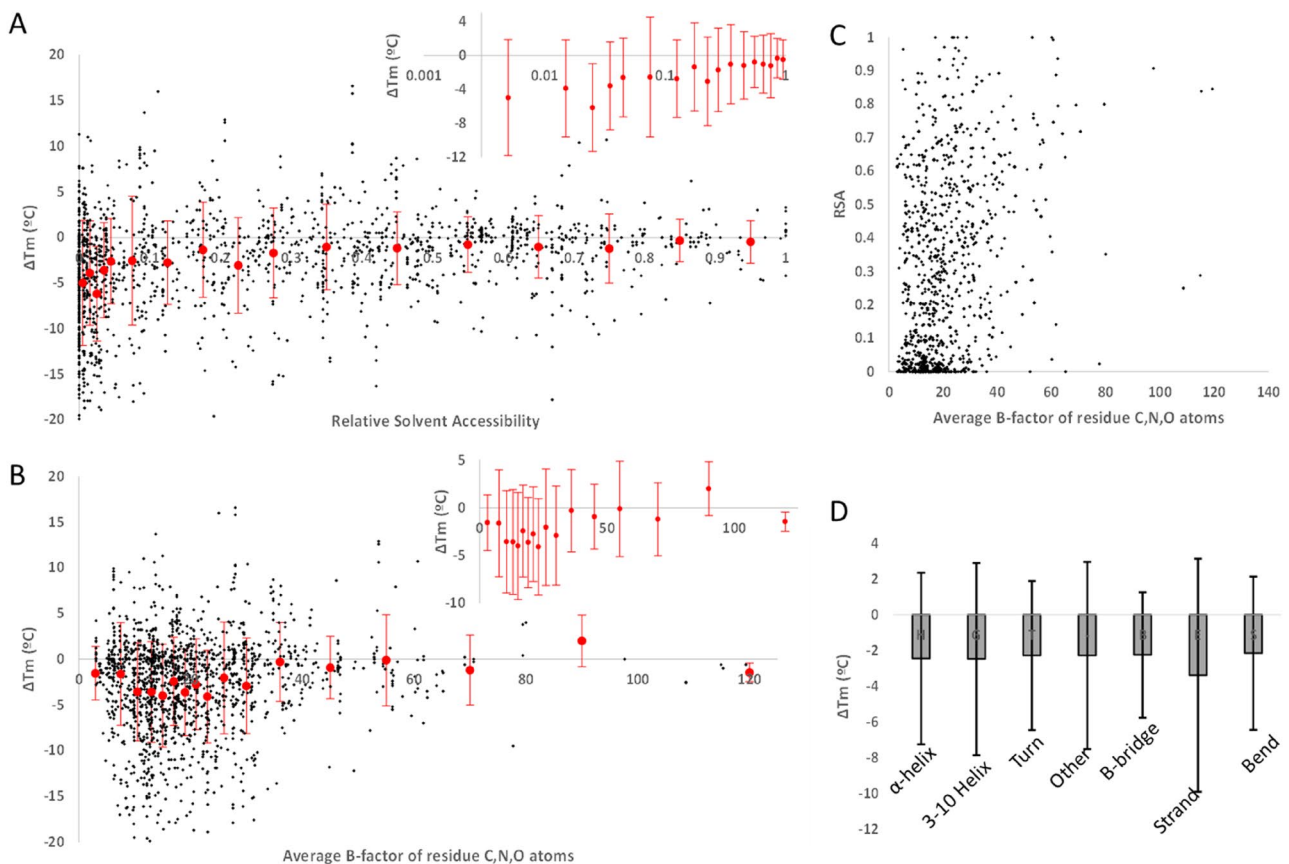 A
20
15
10
5
0
-5
-10
-15
-20
ΔTm (ºC)
0.1
0.2
0.3
0.4
0.5
0.6
0.7
0.8
0.9
1
Relative Solvent Accessibility
4
0
-4
-8
-12
ΔTm (ºC)
0.001
0.01
0.1
1
C
1
0.9
0.8
0.7
0.6
0.5
0.4
0.3
0.2
0.1
0
RSA
0 20 40 60 80 100 120 140
Average B-factor of residue C,N,O atoms
B
20
15
10
5
0
-5
-10
-15
-20
ΔTm (ºC)
0 20 40 60 80 100 120
Average B-factor of residue C,N,O atoms
5
0
-5
-10
ΔTm (ºC)
0 50 100
D
4
2
0
-2
-4
-6
-8
-10
-12
ΔTm (ºC)
α-helix
3-10 Helix
Turn
Other
B-bridge
Strand
Bend